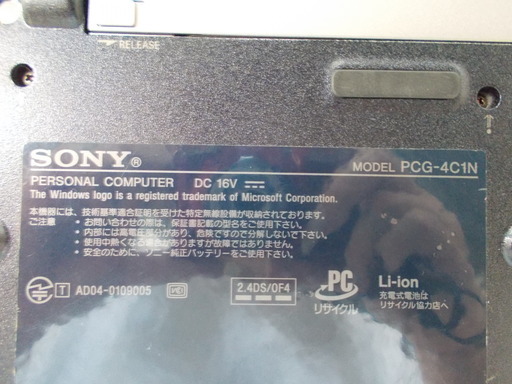 RELEASE
SONY®
MODEL PCG-4C1N
PERSONAL COMPUTER DC 16V
The Windows logo is a registered trademark of Microsoft Corporation.
本機器には、技術基準適合証明を受けた特定無線設備が収納されております。
ご注意 • お問い合わせの際は、保証書記載の型名をご使用下さい。
• 内部には高電圧部分があり、危険ですので分解しないで下さい。
• 使用中熱くなる場合がありますが故障ではありません。
• 安全のために、ソニー純正バッテリーをご使用下さい。
T AD04-0109005
2.4DS/OF4
PC
リサイクル
Li-ion
充電式電池は
リサイクル協力店へ